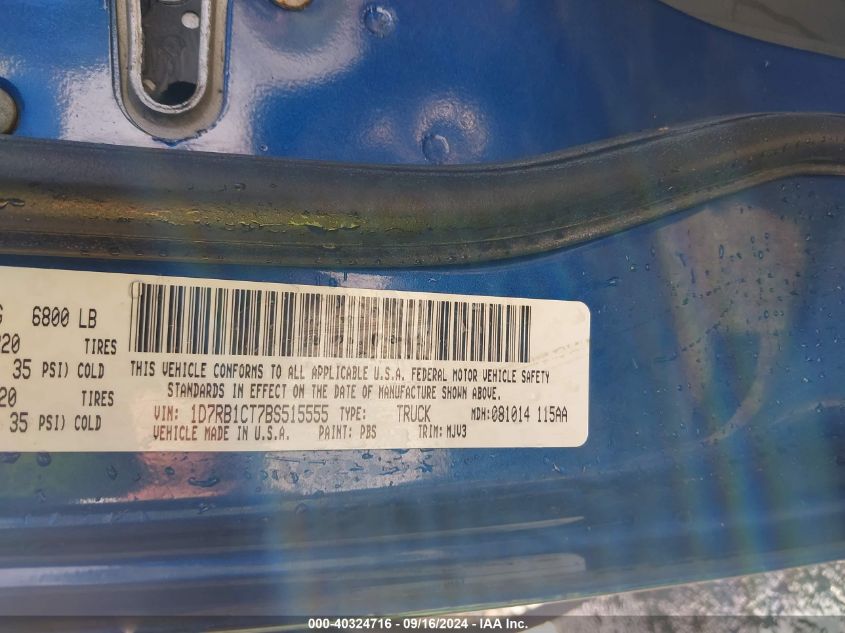 G 6800 LB
20 TIRES
35 PSI) COLD
20 TIRES
35 PSI) COLD
THIS VEHICLE CONFORMS TO ALL APPLICABLE U.S.A. FEDERAL MOTOR VEHICLE SAFETY
STANDARDS IN EFFECT ON THE DATE OF MANUFACTURE SHOWN ABOVE.
VIN: 1D7RB1CT7BS515555 TYPE: TRUCK MDH:081014 115AA
VEHICLE MADE IN U.S.A. PAINT: PBS TRIM: MJV3
000-40324716 - 09/16/2024 - IAA Inc.